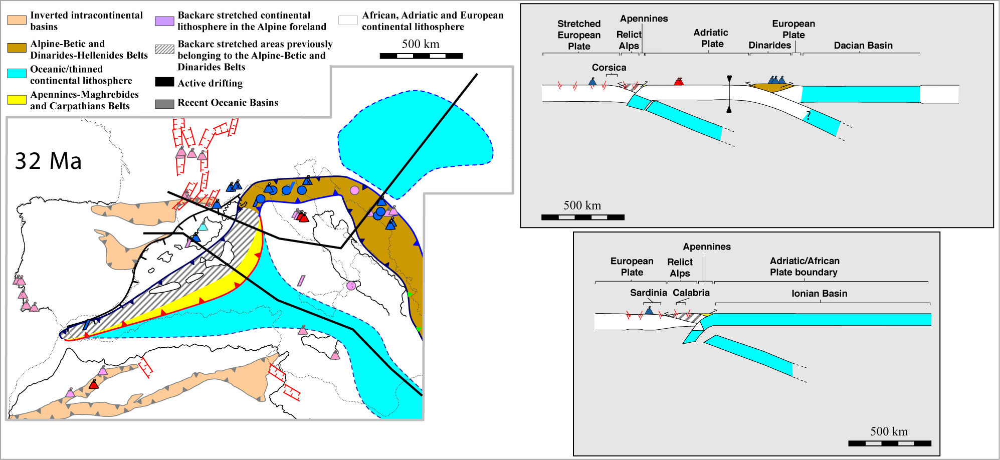 Inverted intracontinental
basins
Alpine-Betic and
Dinarides-Hellenides Belts
Oceanic/thinned
continental lithosphere
Apennines-Maghrebides
and Carpathians Belts
Backarc stretched continental
lithosphere in the Alpine foreland
Backarc stretched areas previously
belonging to the Alpine-Betic and
Dinarides Belts
Active drifting
Recent Oceanic Basins
African, Adriatic and European
continental lithosphere
500 km
32 Ma
Stretched
European
Plate
Apennines
Relict
Alps
Adriatic
Plate
European
Plate
Dinarides
Dacian Basin
Corsica
?
500 km
Apennines
European
Plate
Relict
Alps
Adriatic/African
Plate boundary
Sardinia
Calabria
Ionian Basin
500 km